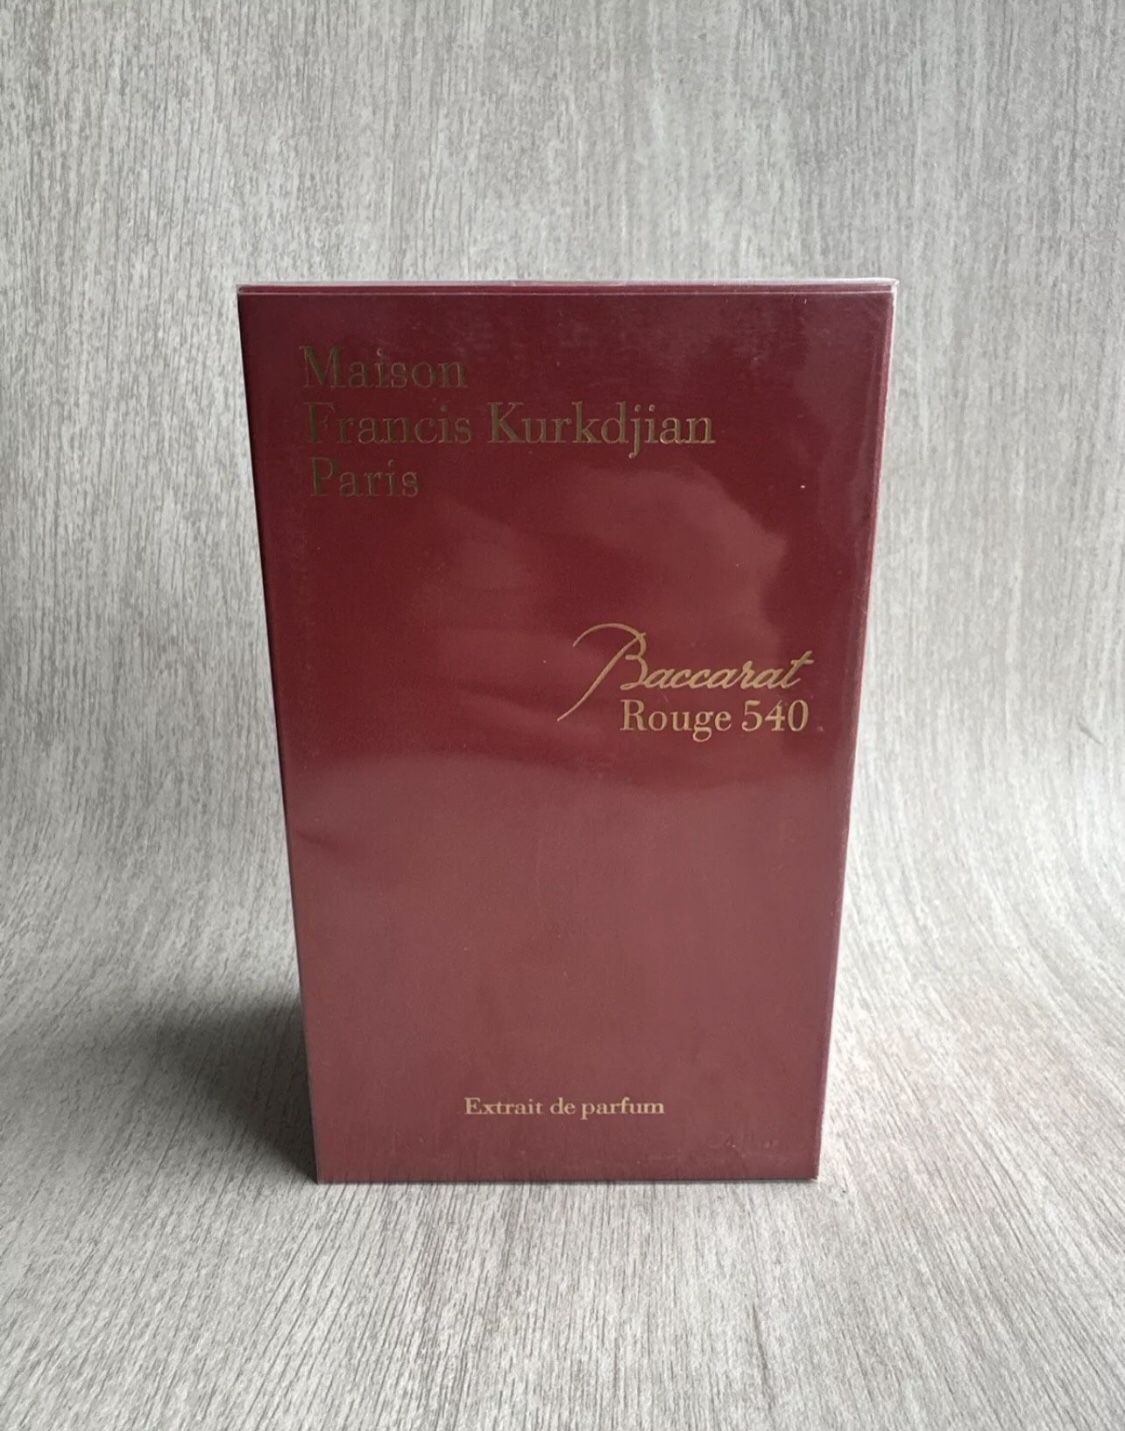 Maison
Francis Kurkdjian
Paris
Baccarat
Rouge 540
Extrait de parfum